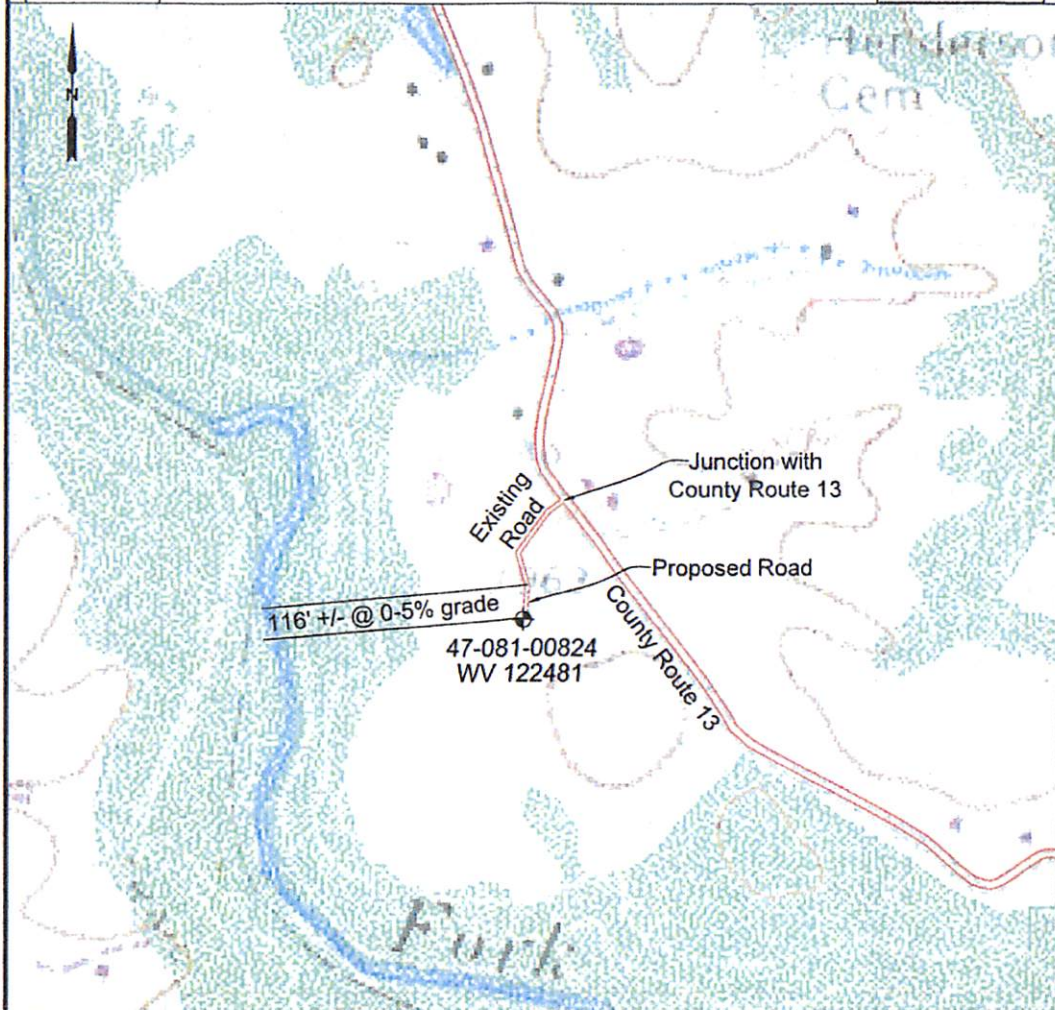 N
Henderson
Cem
Junction with
County Route 13
Existing
Road
Proposed Road
116' +/- @ 0-5% grade
47-081-00824
WV 122481
County Route 13
Fork